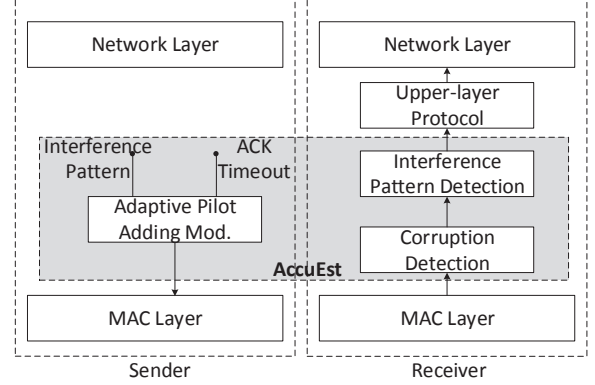 Network Layer
Network Layer
Upper-layer
Protocol
Interference
Pattern
ACK
Timeout
Interference
Pattern Detection
Adaptive Pilot
Adding Mod.
Corruption
Detection
AccuEst
MAC Layer
MAC Layer
Sender
Receiver